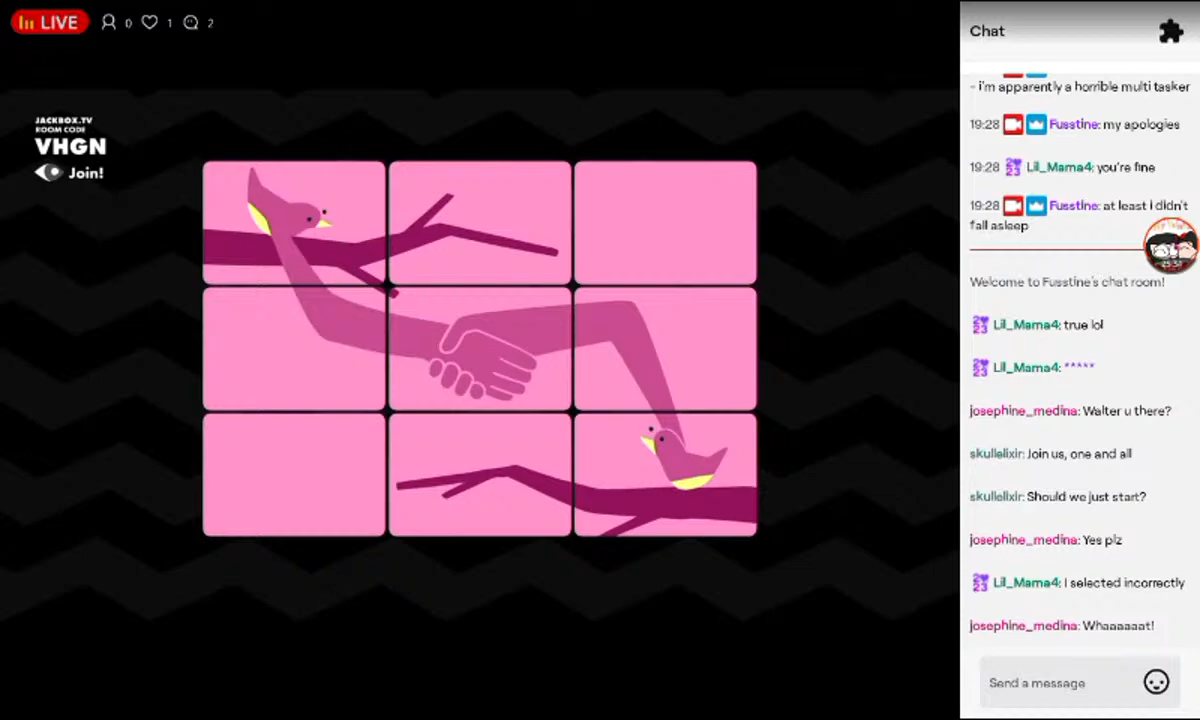 LIVE 0 1 2
JACKBOX.TV
ROOM CODE
VHGN
Join!
Chat
- i'm apparently a horrible multi tasker
19:28 Fusstine: my apologies
19:28 Lil_Mama4: you're fine
19:28 Fusstine: at least i didn't
fall asleep
Welcome to Fusstine's chat room!
Lil_Mama4: true lol
Lil_Mama4: *****
josephine_medina: Walter u there?
skullelixir: Join us, one and all
skullelixir: Should we just start?
josephine_medina: Yes plz
Lil_Mama4: I selected incorrectly
josephine_medina: Whaaaaaat!
Send a message